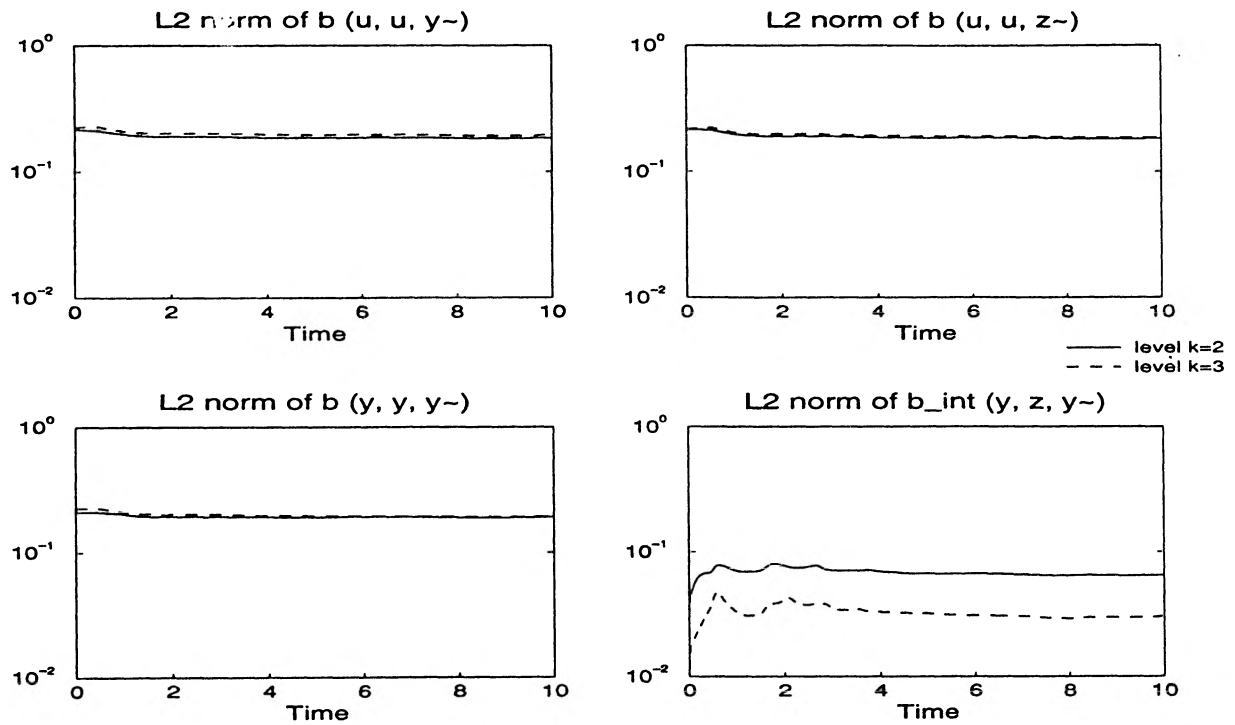 L2 norm of b (u, u, y~)
10⁰
10⁻¹
10⁻²
0 2 4 6 8 10
Time
L2 norm of b (u, u, z~)
10⁰
10⁻¹
10⁻²
0 2 4 6 8 10
Time
level k=2
level k=3
L2 norm of b (y, y, y~)
10⁰
10⁻¹
10⁻²
0 2 4 6 8 10
Time
L2 norm of b_int (y, z, y~)
10⁰
10⁻¹
10⁻²
0 2 4 6 8 10
Time